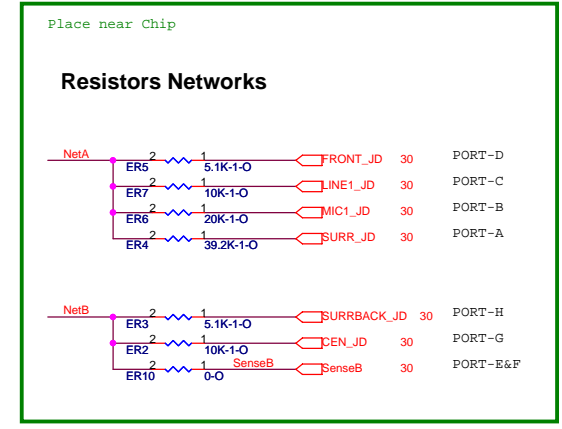 Place near Chip
Resistors Networks
NetA
2 1
ER5 5.1K-1-O FRONT_JD 30 PORT-D
2 1
ER7 10K-1-O LINE1_JD 30 PORT-C
2 1
ER6 20K-1-O MIC1_JD 30 PORT-B
2 1
ER4 39.2K-1-O SURR_JD 30 PORT-A
NetB
2 1
ER3 5.1K-1-O SURRBACK_JD 30 PORT-H
2 1
ER2 10K-1-O CEN_JD 30 PORT-G
2 1 SenseB
ER10 0-O SenseB 30 PORT-E&F